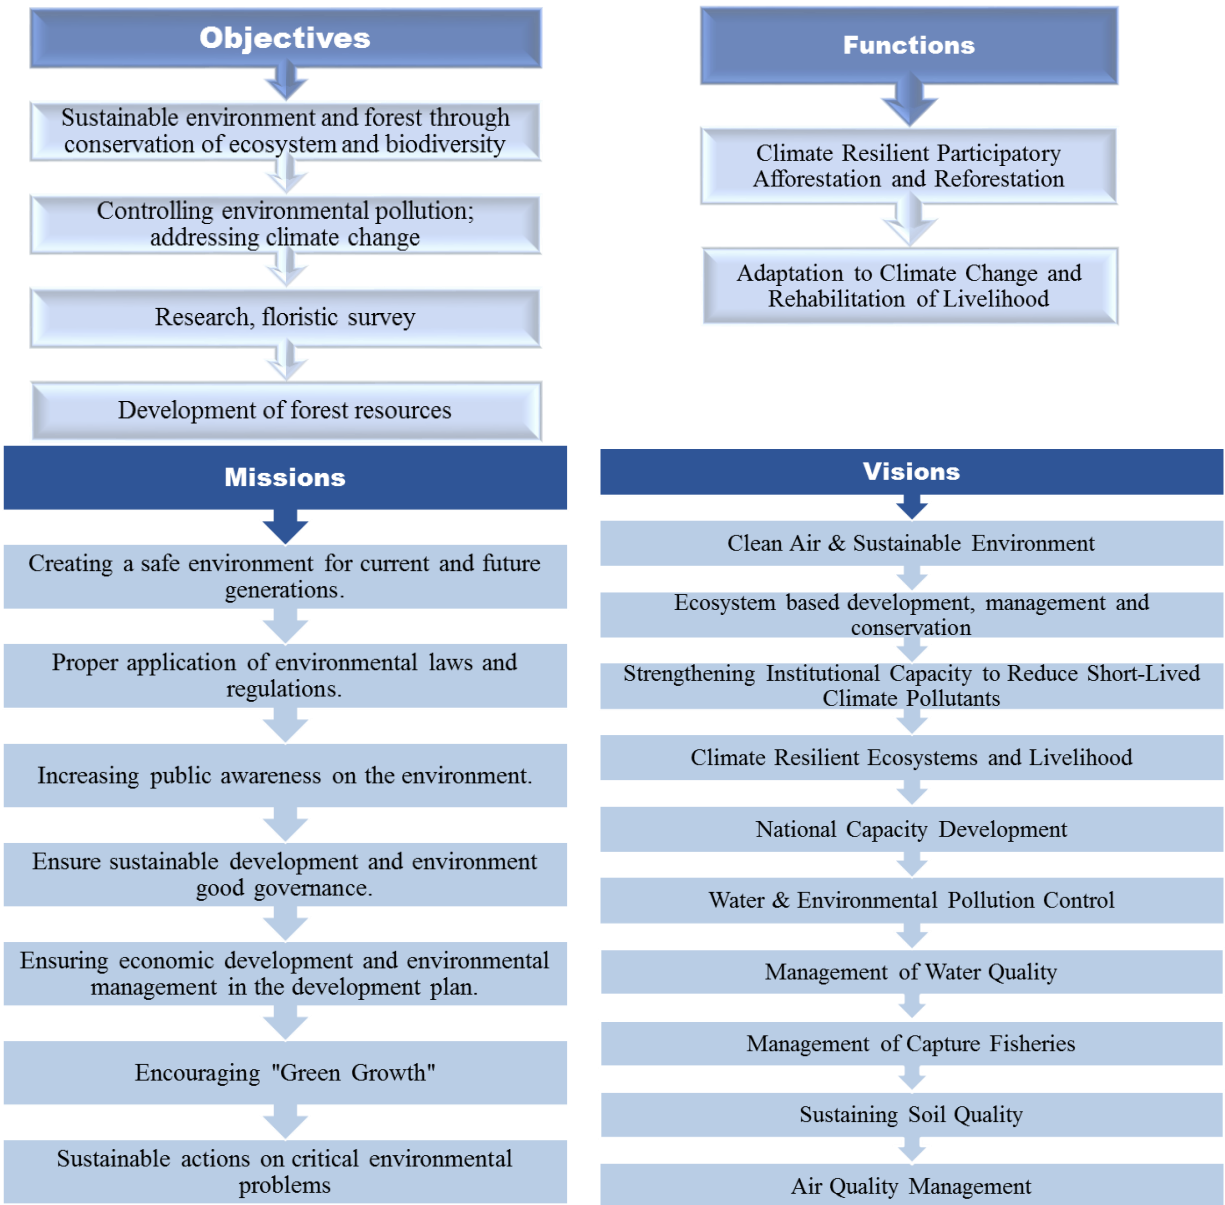 Objectives
Sustainable environment and forest through
conservation of ecosystem and biodiversity
Controlling environmental pollution;
addressing climate change
Research, floristic survey
Development of forest resources
Functions
Climate Resilient Participatory
Afforestation and Reforestation
Adaptation to Climate Change and
Rehabilitation of Livelihood
Missions
Creating a safe environment for current and future
generations.
Proper application of environmental laws and
regulations.
Increasing public awareness on the environment.
Ensure sustainable development and environment
good governance.
Ensuring economic development and environmental
management in the development plan.
Encouraging "Green Growth"
Sustainable actions on critical environmental
problems
Visions
Clean Air & Sustainable Environment
Ecosystem based development, management and
conservation
Strengthening Institutional Capacity to Reduce Short-Lived
Climate Pollutants
Climate Resilient Ecosystems and Livelihood
National Capacity Development
Water & Environmental Pollution Control
Management of Water Quality
Management of Capture Fisheries
Sustaining Soil Quality
Air Quality Management